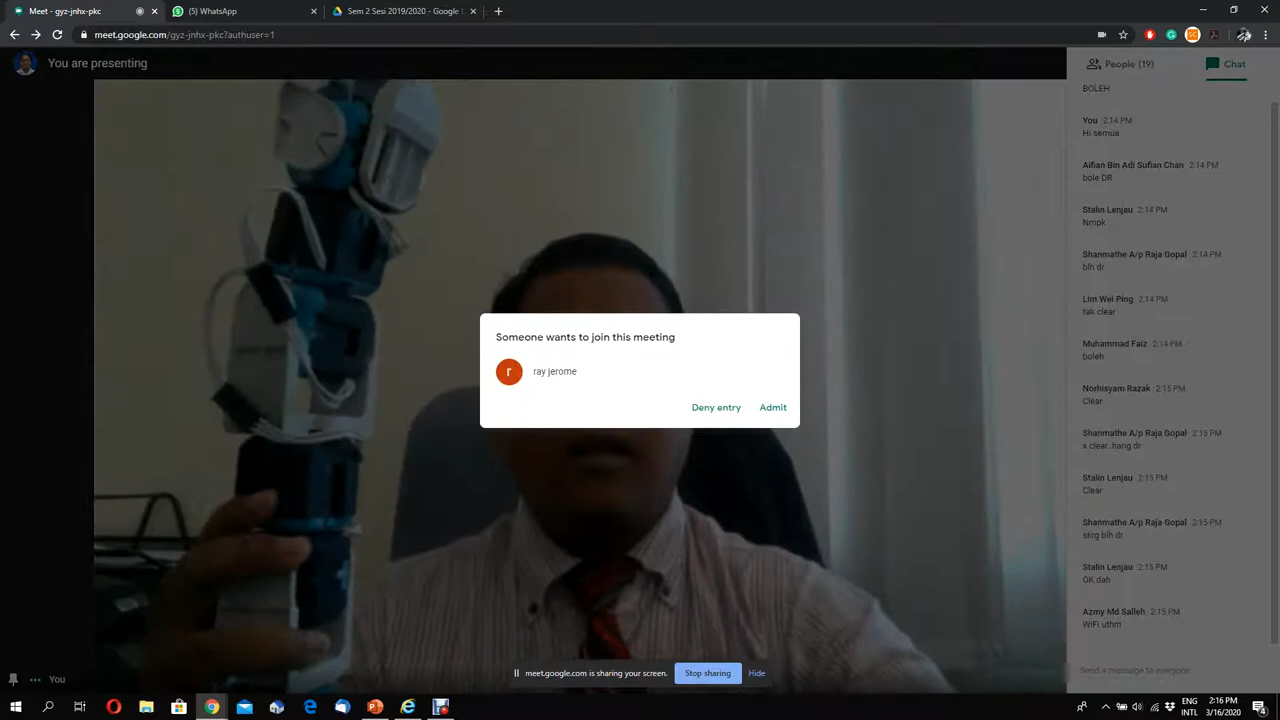 Meet - gyz-jnhx-pkc
(5) WhatsApp
Sem 2 Sesi 2019/2020 - Google
meet.google.com/gyz-jnhx-pkc?authuser=1
You are presenting
People (19)
Chat
BOLEH
You 2:14 PM
Hi semua
Aifian Bin Adi Sufian Chan 2:14 PM
bole DR
Stalin Lenjau 2:14 PM
Nmpk
Shanmathe A/p Raja Gopal 2:14 PM
blh dr
Lim Wei Ping 2:14 PM
tak clear
Muhammad Faiz 2:14 PM
boleh
Norhisyam Razak 2:15 PM
Clear
Shanmathe A/p Raja Gopal 2:15 PM
x clear..hang dr
Stalin Lenjau 2:15 PM
Clear
Shanmathe A/p Raja Gopal 2:15 PM
skrg blh dr
Stalin Lenjau 2:15 PM
OK dah
Azmy Md Salleh 2:15 PM
WiFi uthm
Send a message to everyone
Someone wants to join this meeting
r
ray jerome
Deny entry
Admit
meet.google.com is sharing your screen.
Stop sharing
Hide
You
ENG
INTL
2:16 PM
3/16/2020